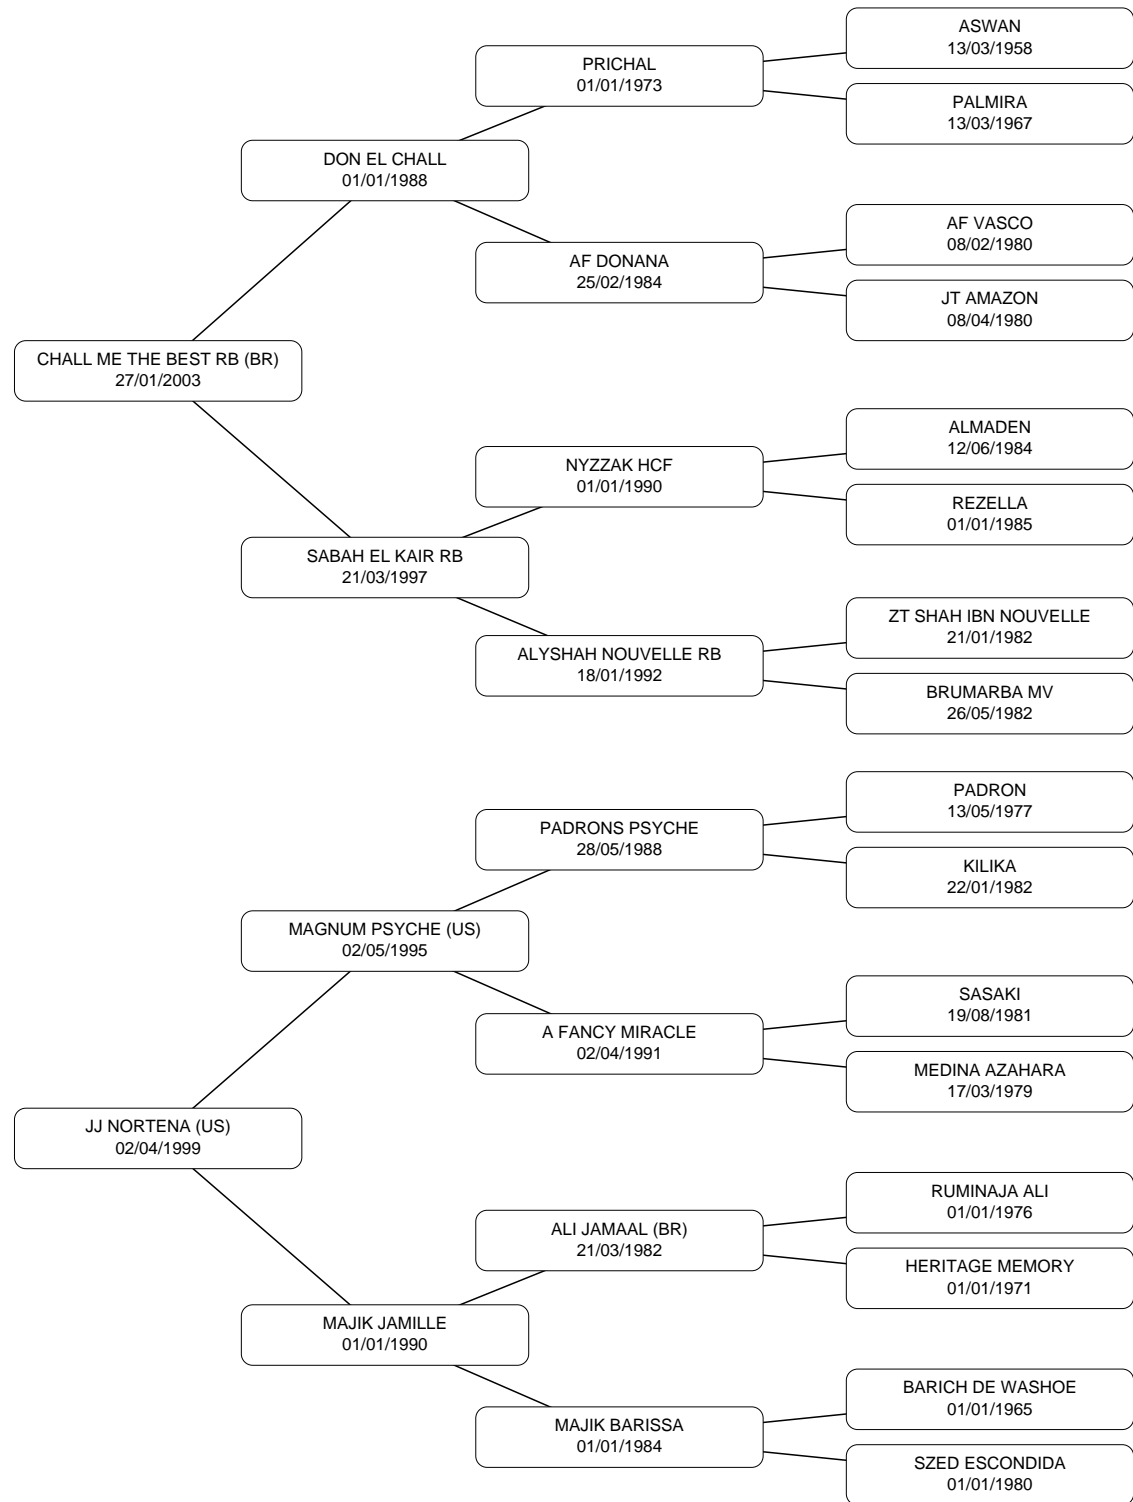 ASWAN
13/03/1958
PRICHAL
01/01/1973
PALMIRA
13/03/1967
DON EL CHALL
01/01/1988
AF VASCO
08/02/1980
AF DONANA
25/02/1984
JT AMAZON
08/04/1980
CHALL ME THE BEST RB (BR)
27/01/2003
ALMADEN
12/06/1984
NYZZAK HCF
01/01/1990
REZELLA
01/01/1985
SABAH EL KAIR RB
21/03/1997
ZT SHAH IBN NOUVELLE
21/01/1982
ALYSHAH NOUVELLE RB
18/01/1992
BRUMARBA MV
26/05/1982
PADRON
13/05/1977
PADRONS PSYCHE
28/05/1988
KILIKA
22/01/1982
MAGNUM PSYCHE (US)
02/05/1995
SASAKI
19/08/1981
A FANCY MIRACLE
02/04/1991
MEDINA AZAHARA
17/03/1979
JJ NORTENA (US)
02/04/1999
RUMINAJA ALI
01/01/1976
ALI JAMAAL (BR)
21/03/1982
HERITAGE MEMORY
01/01/1971
MAJIK JAMILLE
01/01/1990
BARICH DE WASHOE
01/01/1965
MAJIK BARISSA
01/01/1984
SZED ESCONDIDA
01/01/1980